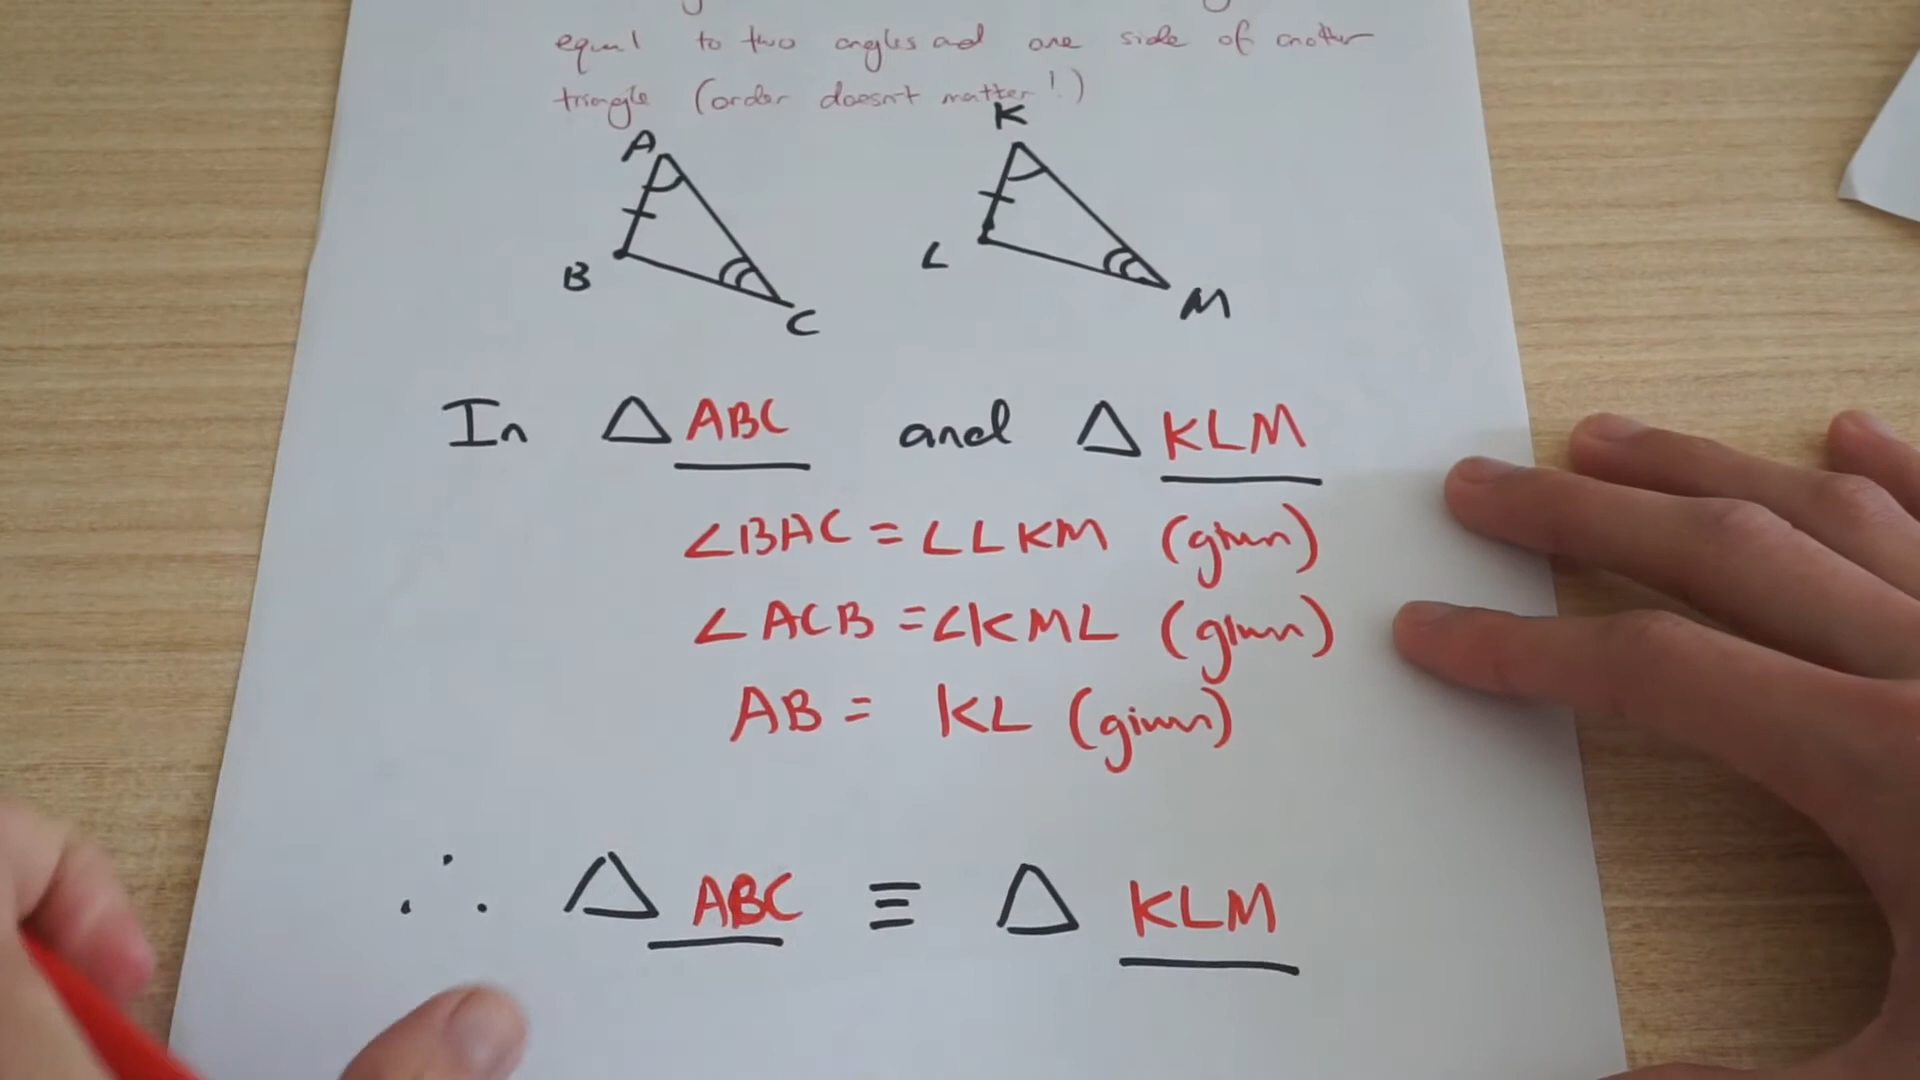 equal to two angles and one side of another
triangle (order doesn't matter!)
A
K
B
C
L
M
In △ ABC and △ KLM
∠BAC = ∠LKM (given)
∠ACB = ∠KML (given)
AB = KL (given)
∴ △ ABC ≡ △ KLM